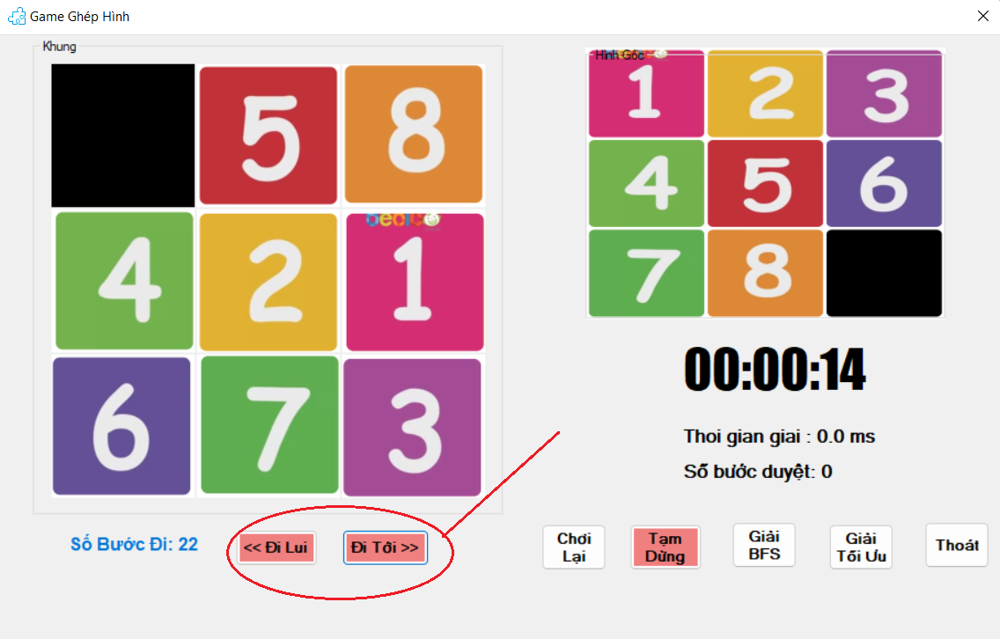 Game Ghép Hình
Khung
Hình Gốc
5 8
4 2 1
6 7 3
1 2 3
4 5 6
7 8
00:00:14
Thoi gian giai : 0.0 ms
Số bước duyệt: 0
Số Bước Đi: 22
<< Đi Lui
Đi Tới >>
Chơi
Lại
Tạm
Dừng
Giải
BFS
Giải
Tối Ưu
Thoát